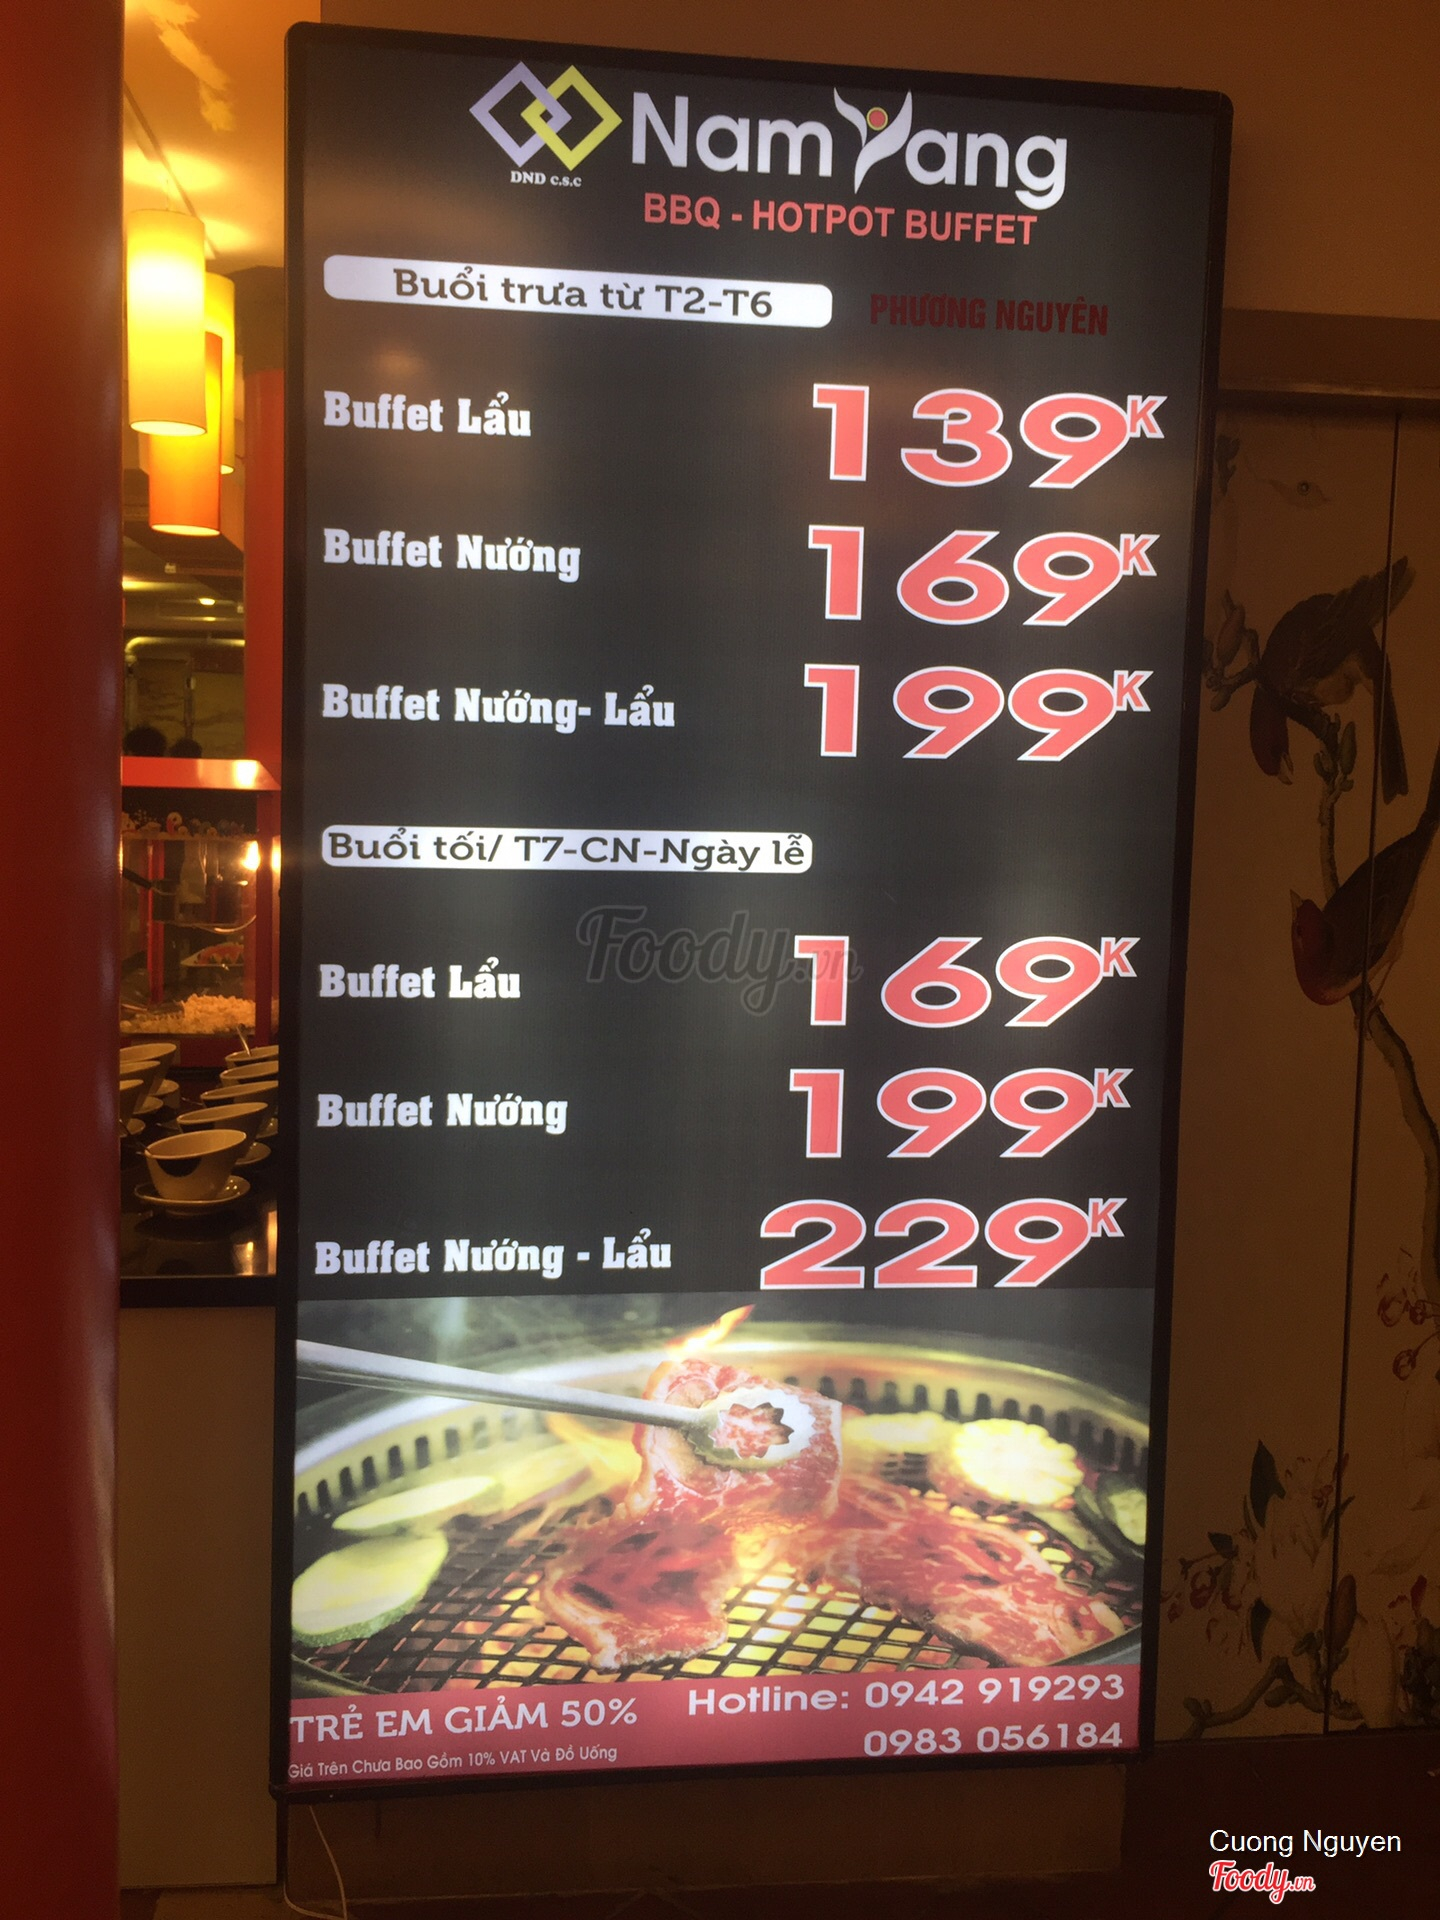 DND c.s.c
NamYang
BBQ - HOTPOT BUFFET
Buổi trưa từ T2-T6
PHƯƠNG NGUYÊN
Buffet Lẩu 139K
Buffet Nướng 169K
Buffet Nướng- Lẩu 199K
Buổi tối/ T7-CN-Ngày lễ
Foody.vn
Buffet Lẩu 169K
Buffet Nướng 199K
Buffet Nướng - Lẩu 229K
TRẺ EM GIẢM 50%
Giá Trên Chưa Bao Gồm 10% VAT Và Đồ Uống
Hotline: 0942 919293
0983 056184
Cuong Nguyen
Foody.vn